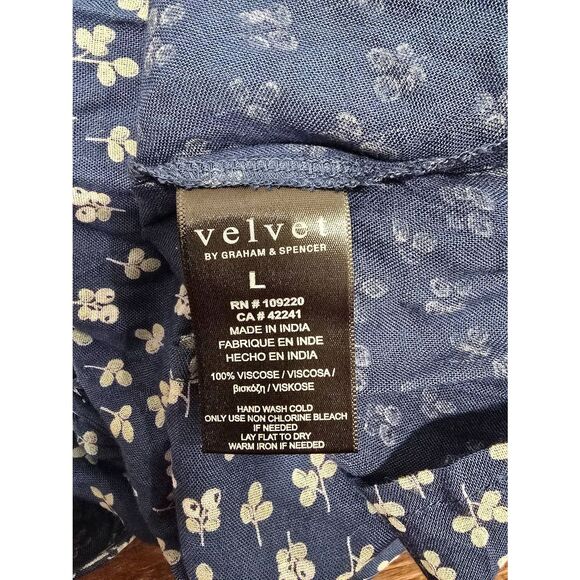 velvet
BY GRAHAM & SPENCER
L
RN # 109220
CA # 42241
MADE IN INDIA
FABRIQUE EN INDE
HECHO EN INDIA
100% VISCOSE / VISCOSA /
βισκόζη / VISKOSE
HAND WASH COLD
ONLY USE NON CHLORINE BLEACH
IF NEEDED
LAY FLAT TO DRY
WARM IRON IF NEEDED